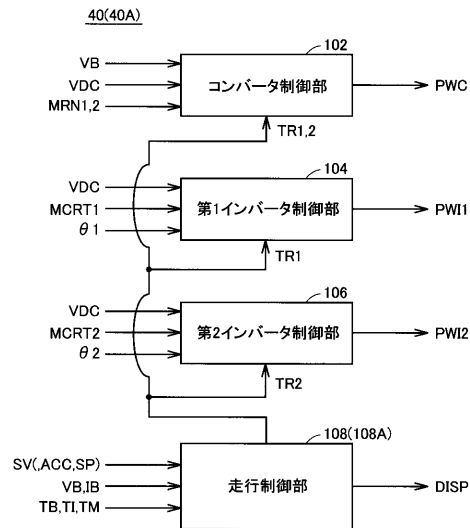 40(40A)
102
VB
VDC
MRN1,2
コンバータ制御部
PWC
TR1,2
104
VDC
MCRT1
θ1
第1インバータ制御部
PWI1
TR1
106
VDC
MCRT2
θ2
第2インバータ制御部
PWI2
TR2
108(108A)
SV(,ACC,SP)
VB,IB
TB,TI,TM
走行制御部
DISP